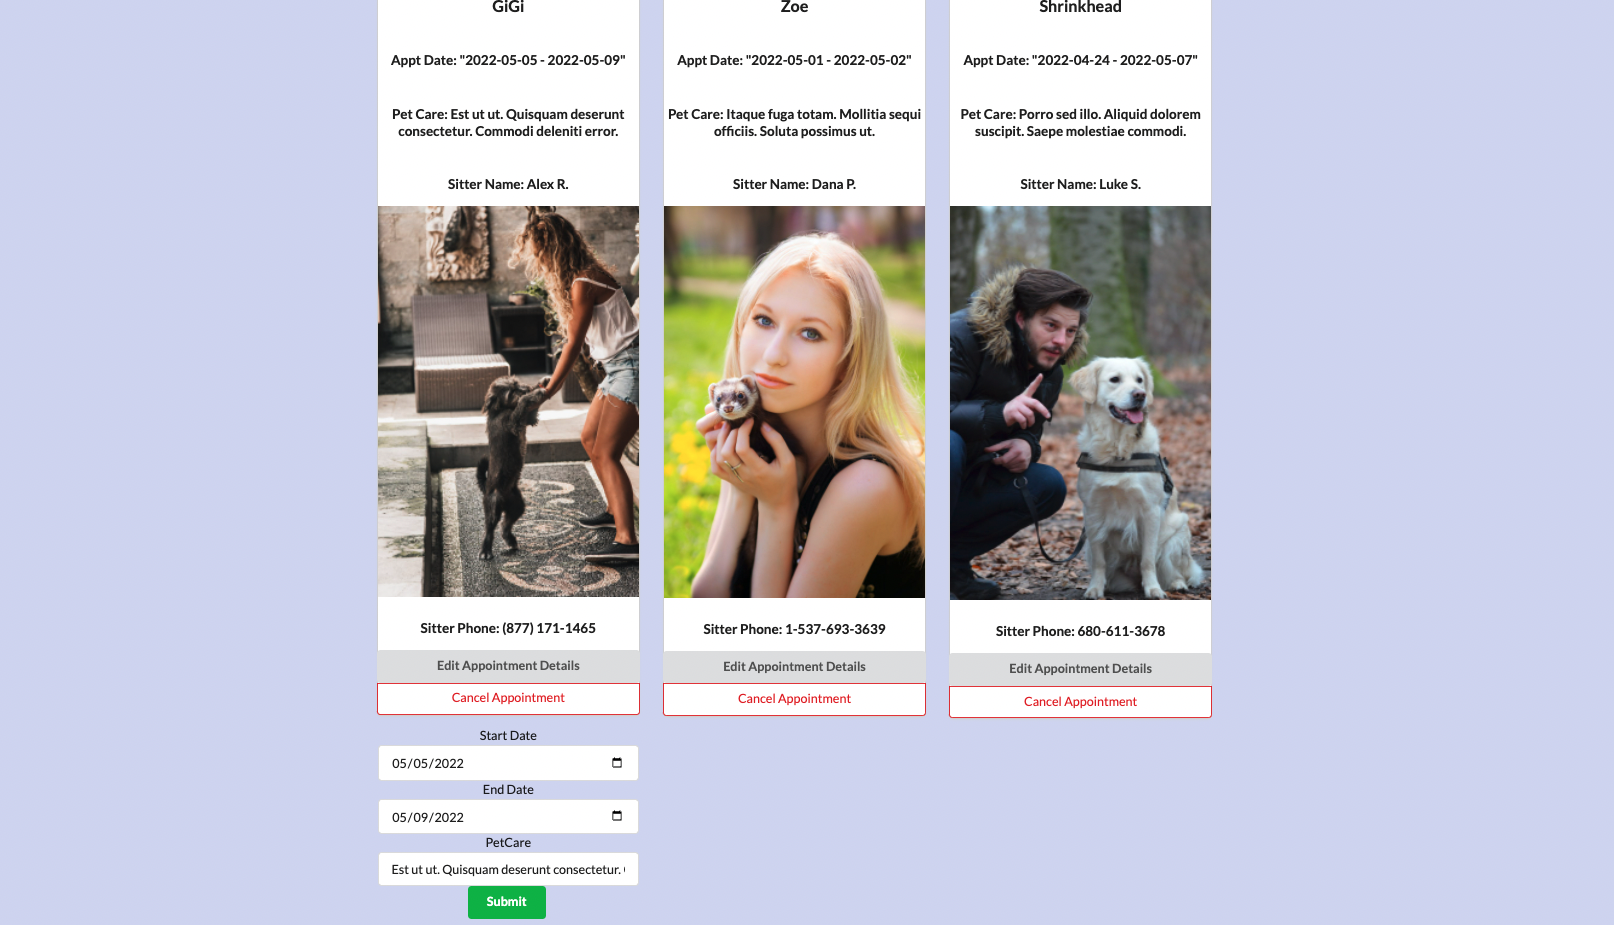 GiGi
Appt Date: "2022-05-05 - 2022-05-09"
Pet Care: Est ut ut. Quisquam deserunt
consectetur. Commodi deleniti error.
Sitter Name: Alex R.
Sitter Phone: (877) 171-1465
Edit Appointment Details
Cancel Appointment
Start Date
05/05/2022
End Date
05/09/2022
PetCare
Est ut ut. Quisquam deserunt consectetur.
Submit
Zoe
Appt Date: "2022-05-01 - 2022-05-02"
Pet Care: Itaque fuga totam. Mollitia sequi
officiis. Soluta possimus ut.
Sitter Name: Dana P.
Sitter Phone: 1-537-693-3639
Edit Appointment Details
Cancel Appointment
Shrinkhead
Appt Date: "2022-04-24 - 2022-05-07"
Pet Care: Porro sed illo. Aliquid dolorem
suscipit. Saepe molestiae commodi.
Sitter Name: Luke S.
Sitter Phone: 680-611-3678
Edit Appointment Details
Cancel Appointment